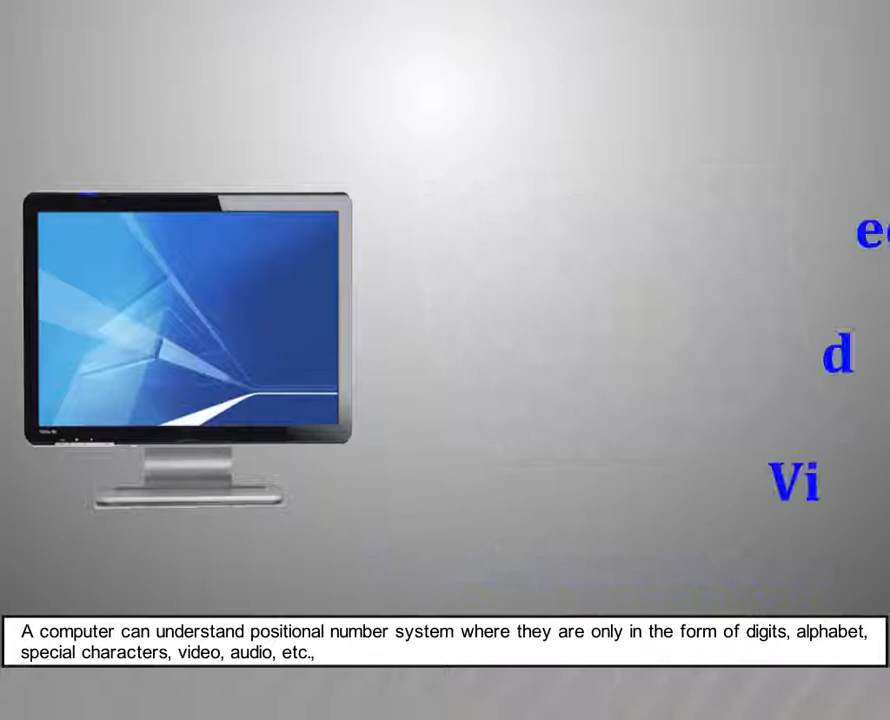 d
Vi
A computer can understand positional number system where they are only in the form of digits, alphabet,
special characters, video, audio, etc.,